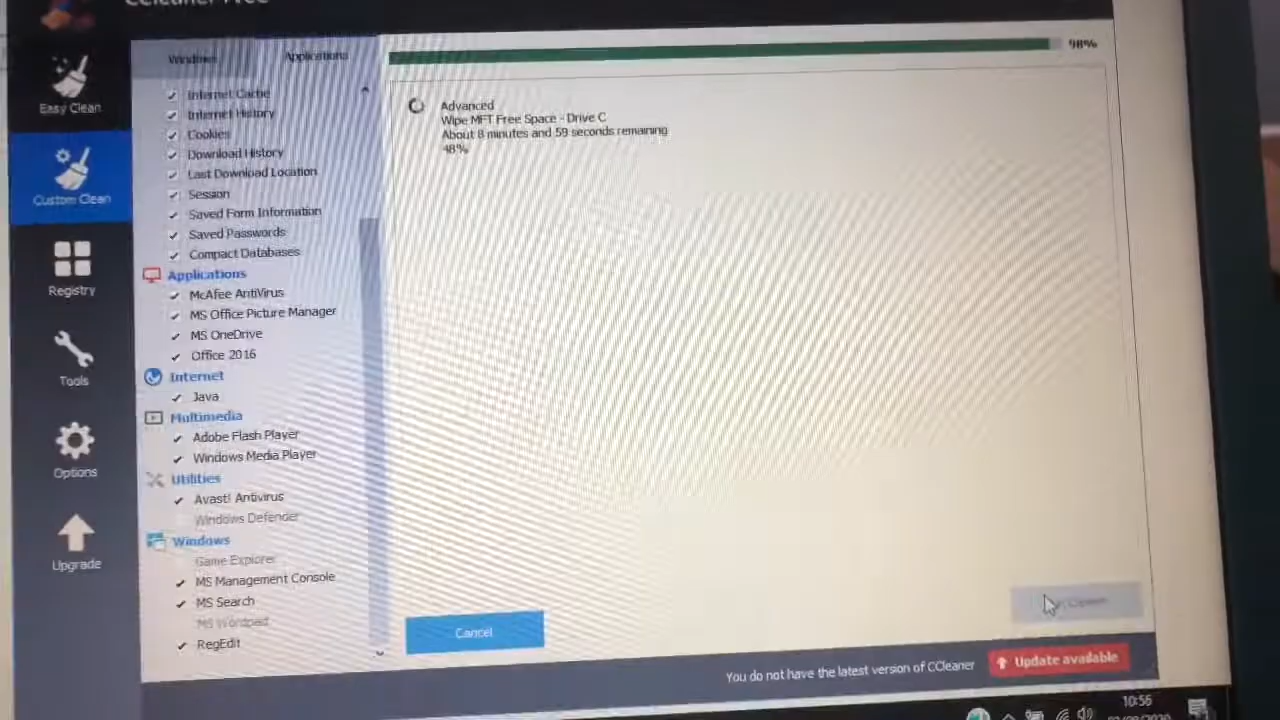 CCleaner Free
Easy Clean
Custom Clean
Registry
Tools
Options
Upgrade
Windows
Applications
Internet Cache
Internet History
Cookies
Download History
Last Download Location
Session
Saved Form Information
Saved Passwords
Compact Databases
Applications
McAfee AntiVirus
MS Office Picture Manager
MS OneDrive
Office 2016
Internet
Java
Multimedia
Adobe Flash Player
Windows Media Player
Utilities
Avast! Antivirus
Windows Defender
Windows
Game Explorer
MS Management Console
MS Search
MS Wordpad
RegEdit
98%
Advanced
Wipe MFT Free Space - Drive C
About 8 minutes and 59 seconds remaining
48%
Cancel
Cleaner
You do not have the latest version of CCleaner
Update available
10:56